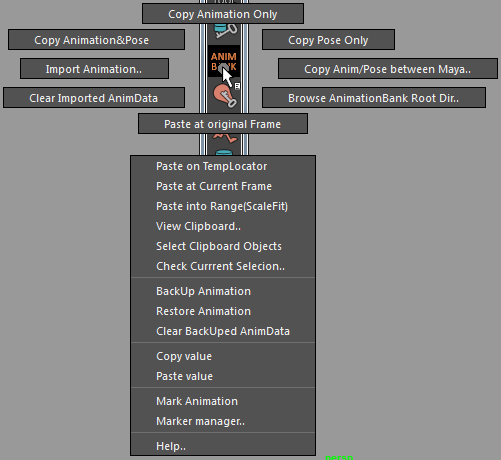 Copy Animation Only
Copy Animation&Pose
Copy Pose Only
ANIM
BANK
Import Animation..
Copy Anim/Pose between Maya..
Clear Imported AnimData
Browse AnimationBank Root Dir..
Paste at original Frame
Paste on TempLocator
Paste at Current Frame
Paste into Range(ScaleFit)
View Clipboard..
Select Clipboard Objects
Check Currrent Selecion..
BackUp Animation
Restore Animation
Clear BackUped AnimData
Copy value
Paste value
Mark Animation
Marker manager..
Help..